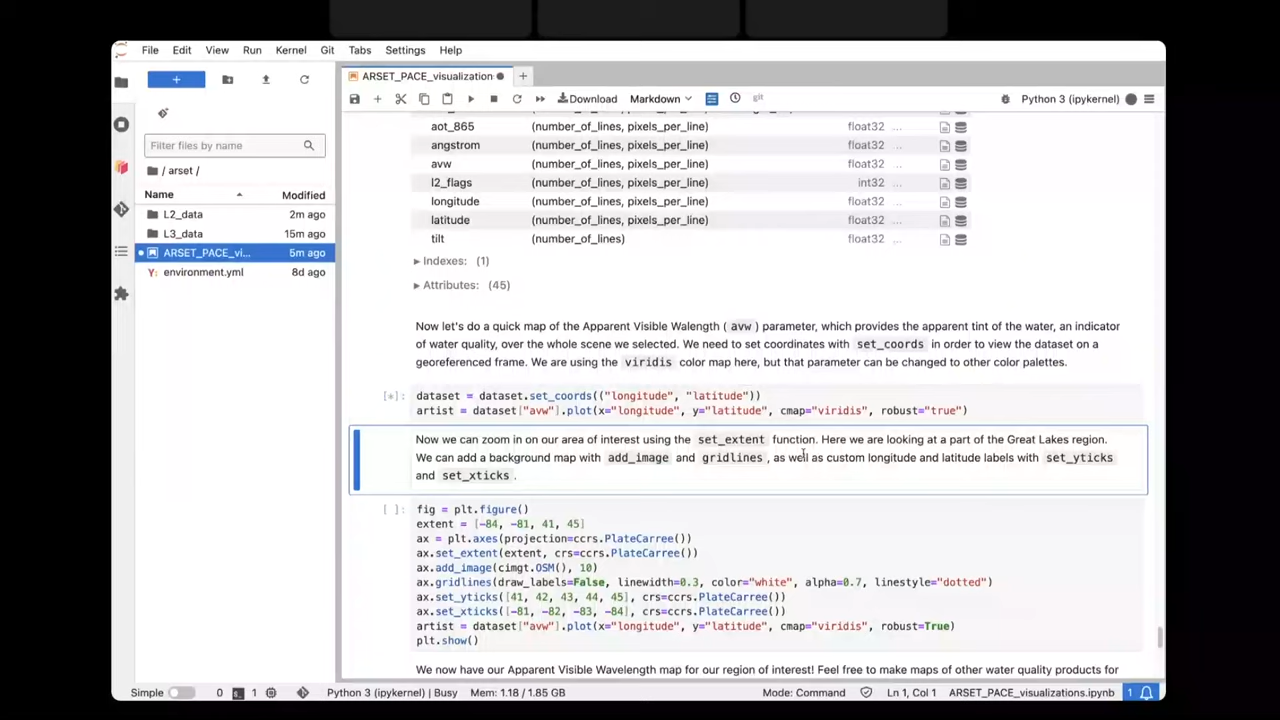 File Edit View Run Kernel Git Tabs Settings Help
ARSET_PACE_visualization
Download Markdown git Python 3 (ipykernel)
Filter files by name
/ arset /
Name Modified
L2_data 2m ago
L3_data 15m ago
ARSET_PACE_vi... 5m ago
environment.yml 8d ago
aot_865 (number_of_lines, pixels_per_line) float32 ...
angstrom (number_of_lines, pixels_per_line) float32 ...
avw (number_of_lines, pixels_per_line) float32 ...
l2_flags (number_of_lines, pixels_per_line) int32 ...
longitude (number_of_lines, pixels_per_line) float32 ...
latitude (number_of_lines, pixels_per_line) float32 ...
tilt (number_of_lines) float32 ...
Indexes: (1)
Attributes: (45)
Now let's do a quick map of the Apparent Visible Walength ( avw ) parameter, which provides the apparent tint of the water, an indicator
of water quality, over the whole scene we selected. We need to set coordinates with set_coords in order to view the dataset on a
georeferenced frame. We are using the viridis color map here, but that parameter can be changed to other color palettes.
[*]: dataset = dataset.set_coords(("longitude", "latitude"))
artist = dataset["avw"].plot(x="longitude", y="latitude", cmap="viridis", robust="true")
Now we can zoom in on our area of interest using the set_extent function. Here we are looking at a part of the Great Lakes region.
We can add a background map with add_image and gridlines , as well as custom longitude and latitude labels with set_yticks
and set_xticks .
[ ]: fig = plt.figure()
extent = [-84, -81, 41, 45]
ax = plt.axes(projection=ccrs.PlateCarree())
ax.set_extent(extent, crs=ccrs.PlateCarree())
ax.add_image(cimgt.OSM(), 10)
ax.gridlines(draw_labels=False, linewidth=0.3, color="white", alpha=0.7, linestyle="dotted")
ax.set_yticks([41, 42, 43, 44, 45], crs=ccrs.PlateCarree())
ax.set_xticks([-81, -82, -83, -84], crs=ccrs.PlateCarree())
artist = dataset["avw"].plot(x="longitude", y="latitude", cmap="viridis", robust=True)
plt.show()
We now have our Apparent Visible Wavelength map for our region of interest! Feel free to make maps of other water quality products for
Simple 0 1 Python 3 (ipykernel) | Busy Mem: 1.18 / 1.85 GB Mode: Command Ln 1, Col 1 ARSET_PACE_visualizations.ipynb 1